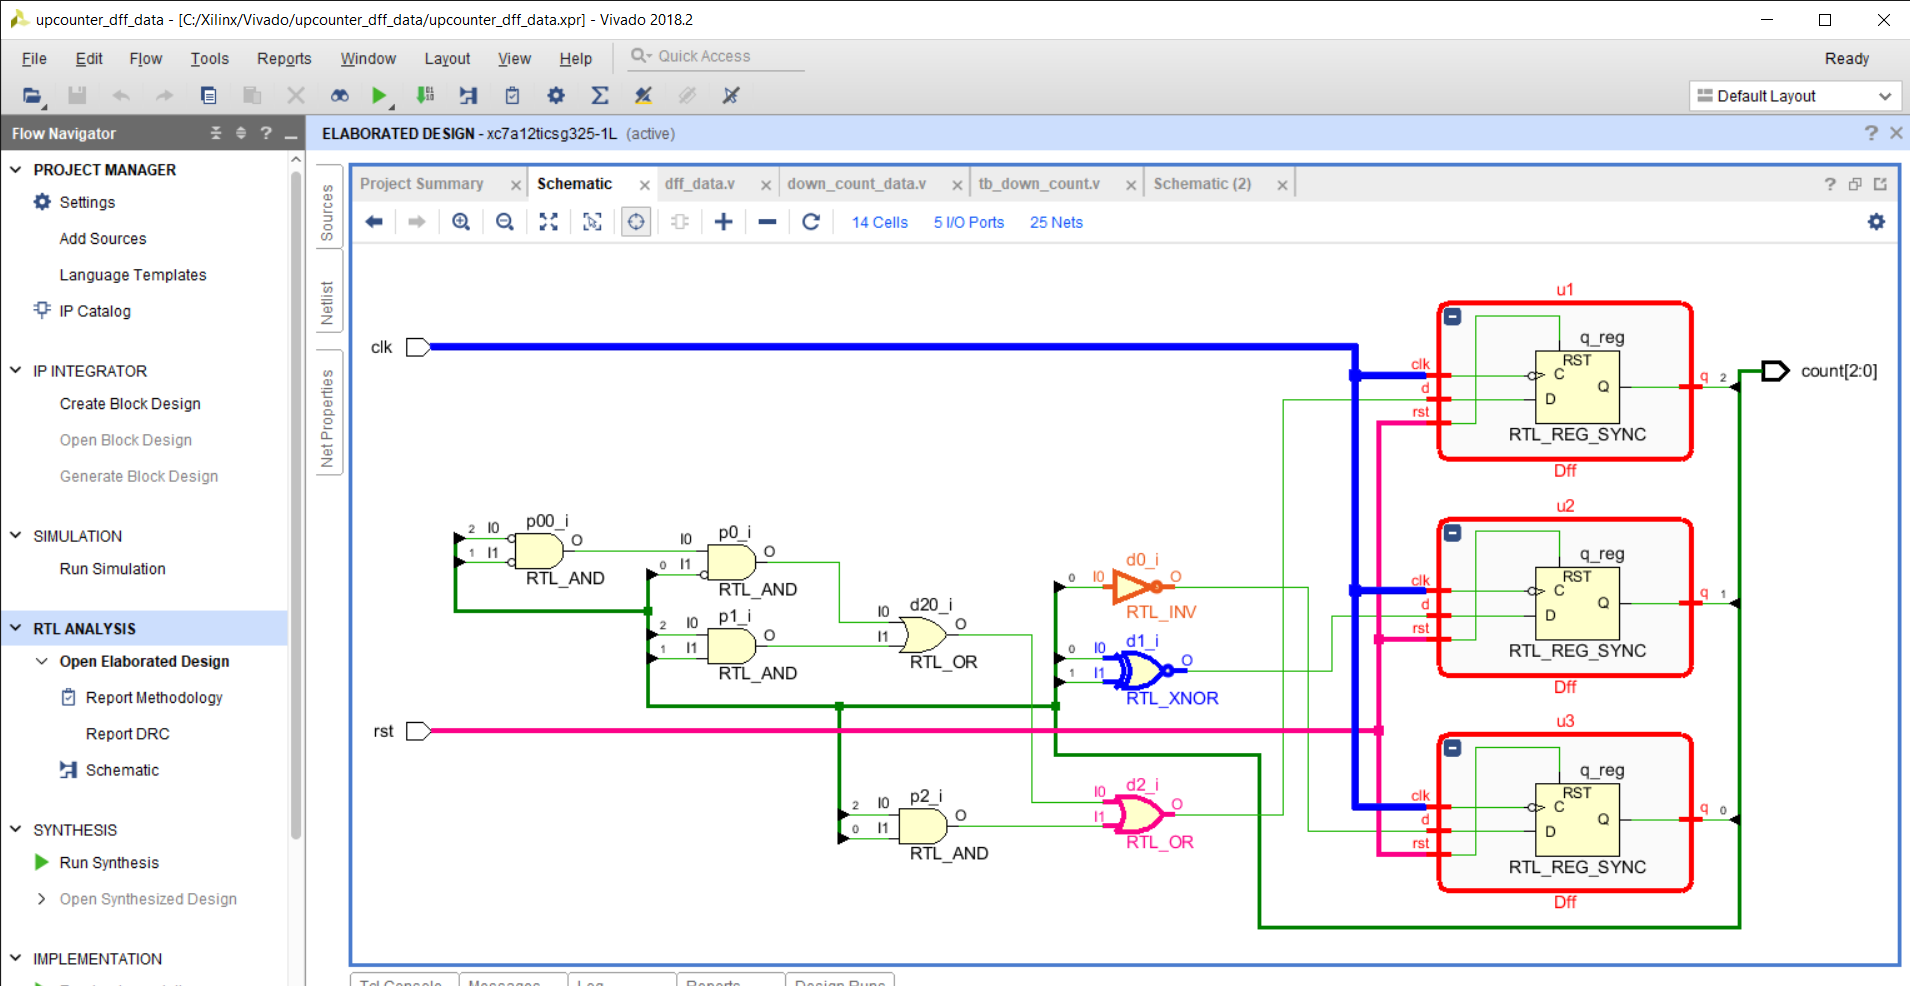 upcounter_dff_data - [C:/Xilinx/Vivado/upcounter_dff_data/upcounter_dff_data.xpr] - Vivado 2018.2
File Edit Flow Tools Reports Window Layout View Help Quick Access Ready
Default Layout
Flow Navigator
ELABORATED DESIGN - xc7a12ticsg325-1L (active)
PROJECT MANAGER
Settings
Add Sources
Language Templates
IP Catalog
IP INTEGRATOR
Create Block Design
Open Block Design
Generate Block Design
SIMULATION
Run Simulation
RTL ANALYSIS
Open Elaborated Design
Report Methodology
Report DRC
Schematic
SYNTHESIS
Run Synthesis
Open Synthesized Design
IMPLEMENTATION
Sources
Netlist
Net Properties
Project Summary Schematic dff_data.v down_count_data.v tb_down_count.v Schematic (2)
14 Cells 5 I/O Ports 25 Nets
clk
rst
2 I0 p00_i
1 I1 O
RTL_AND
I0 p0_i
0 I1 O
RTL_AND
2 I0 p1_i
1 I1 O
RTL_AND
I0 d20_i
I1 O
RTL_OR
2 I0 p2_i
0 I1 O
RTL_AND
d0_i
0 I0 O
RTL_INV
d1_i
0 I0 O
1 I1
RTL_XNOR
d2_i
I0 O
I1
RTL_OR
u1
q_reg
clk RST
C
d D Q q 2
rst
RTL_REG_SYNC
Dff
count[2:0]
u2
q_reg
clk RST
C
d D Q q 1
rst
RTL_REG_SYNC
Dff
u3
q_reg
clk RST
C
d D Q q 0
rst
RTL_REG_SYNC
Dff
Tcl Console Messages Log Reports Design Runs